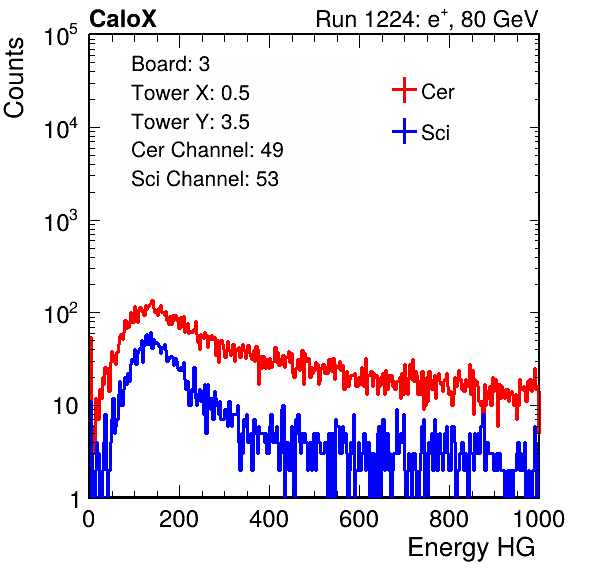 CaloX Run 1224: e⁺, 80 GeV
Counts
10⁵
10⁴
10³
10²
10
1
Board: 3
Tower X: 0.5
Tower Y: 3.5
Cer Channel: 49
Sci Channel: 53
Cer
Sci
0 200 400 600 800 1000
Energy HG